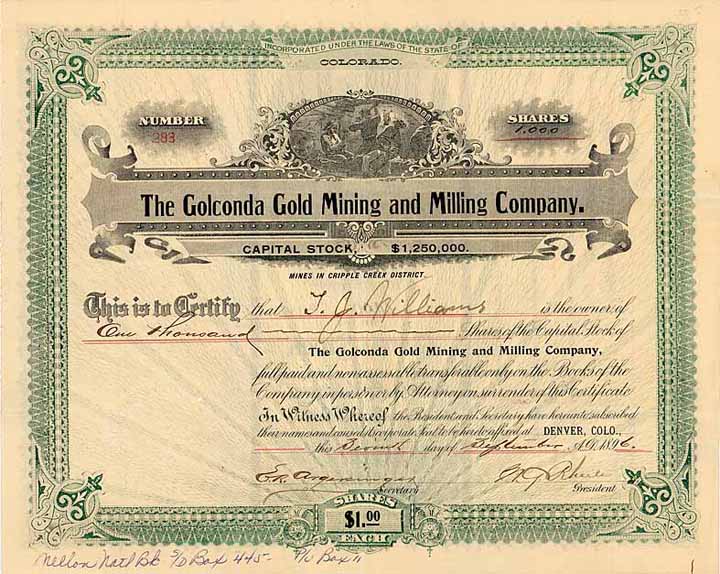 INCORPORATED UNDER THE LAWS OF THE STATE OF
COLORADO.
NUMBER
293
SHARES
1,000
The Golconda Gold Mining and Milling Company.
CAPITAL STOCK, $1,250,000.
MINES IN CRIPPLE CREEK DISTRICT
This is to Certify that T. J. Williams is the owner of
One thousand Shares of the Capital Stock of
The Golconda Gold Mining and Milling Company,
full paid and non assessable transferable only on the Books of the
Company in person or by Attorney on surrender of this Certificate
In Witness Whereof the President and Secretary have hereunto subscribed
their names and caused its corporate Seal to be hereto affixed at DENVER, COLO.,
this Seventh day of September A.D. 1896.
Secretary
President
SHARES
$1.00
EACH
Mellon Natl Bk S/D Box 445- P/L Box 11